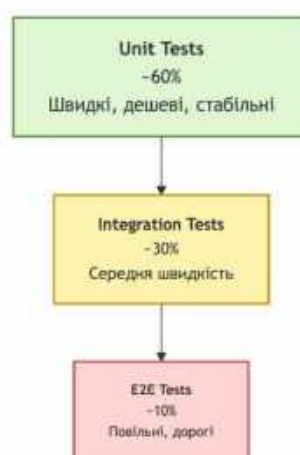 Unit Tests
~60%
Швидкі, дешеві, стабільні
Integration Tests
~30%
Середня швидкість
E2E Tests
~10%
Повільні, дорогі